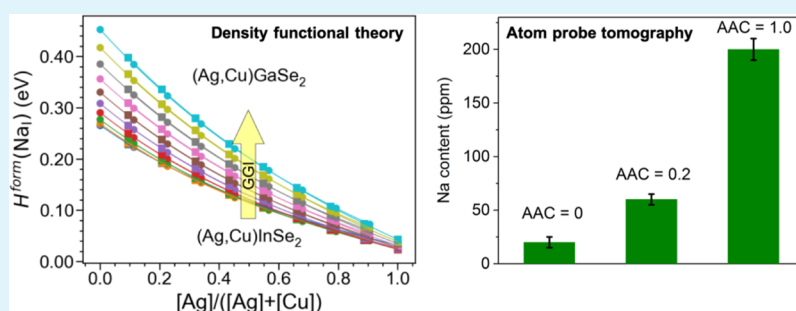 Density functional theory
(Ag,Cu)GaSe₂
GGI
(Ag,Cu)InSe₂
H^form(Na_I) (eV)
0.40
0.30
0.20
0.10
0.00
0.0 0.2 0.4 0.6 0.8 1.0
[Ag]/([Ag]+[Cu])
Atom probe tomography
AAC = 1.0
AAC = 0.2
AAC = 0
Na content (ppm)
200
150
100
50
0